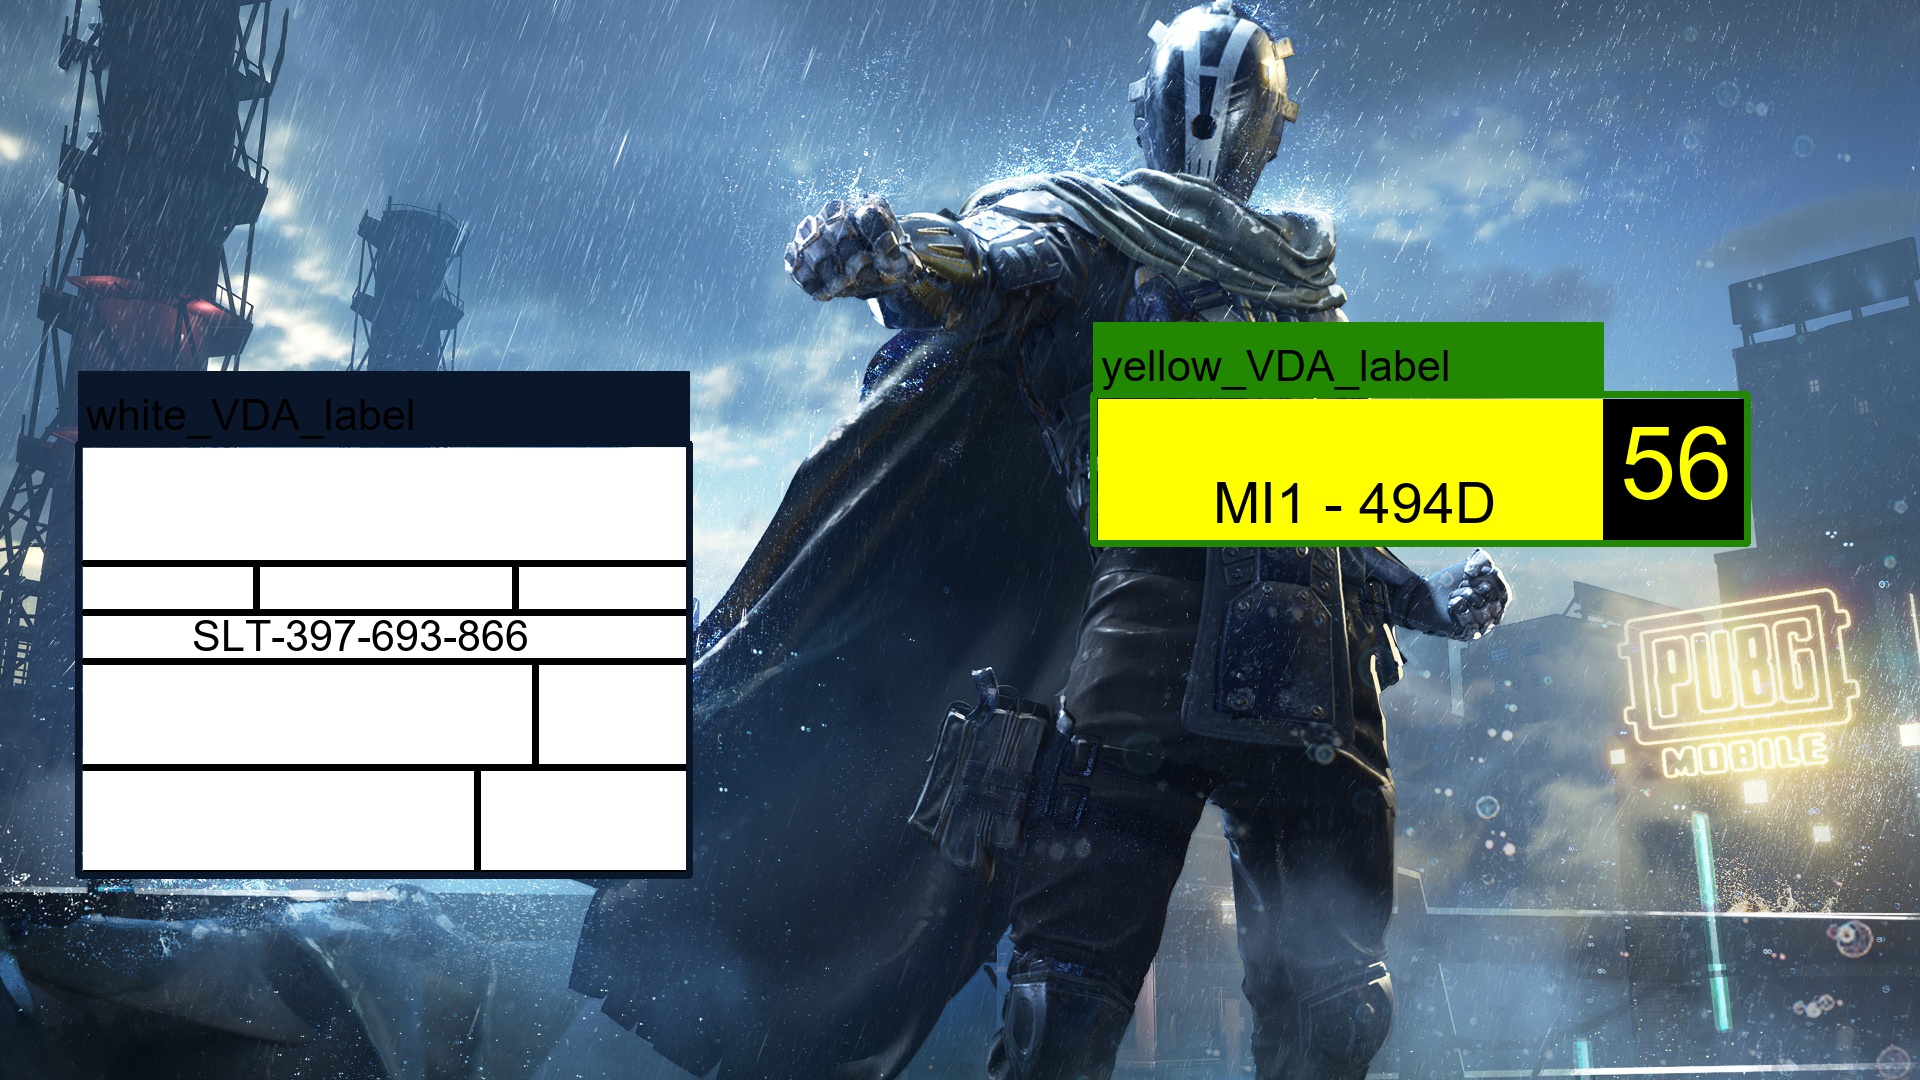 white_VDA_label
SLT-397-693-866
yellow_VDA_label
MI1 - 494D
56
PUBG
MOBILE